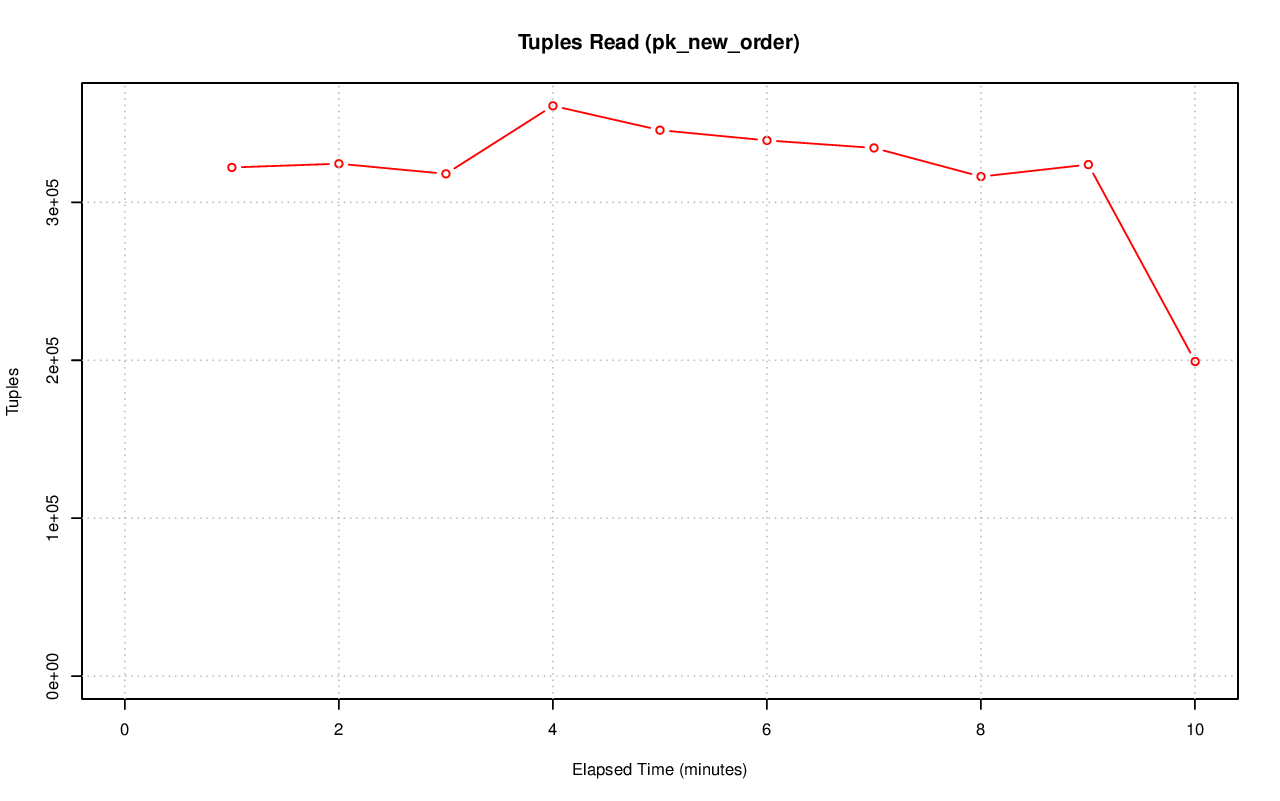 Tuples Read (pk_new_order)
Tuples
3e+05
2e+05
1e+05
0e+00
0 2 4 6 8 10
Elapsed Time (minutes)